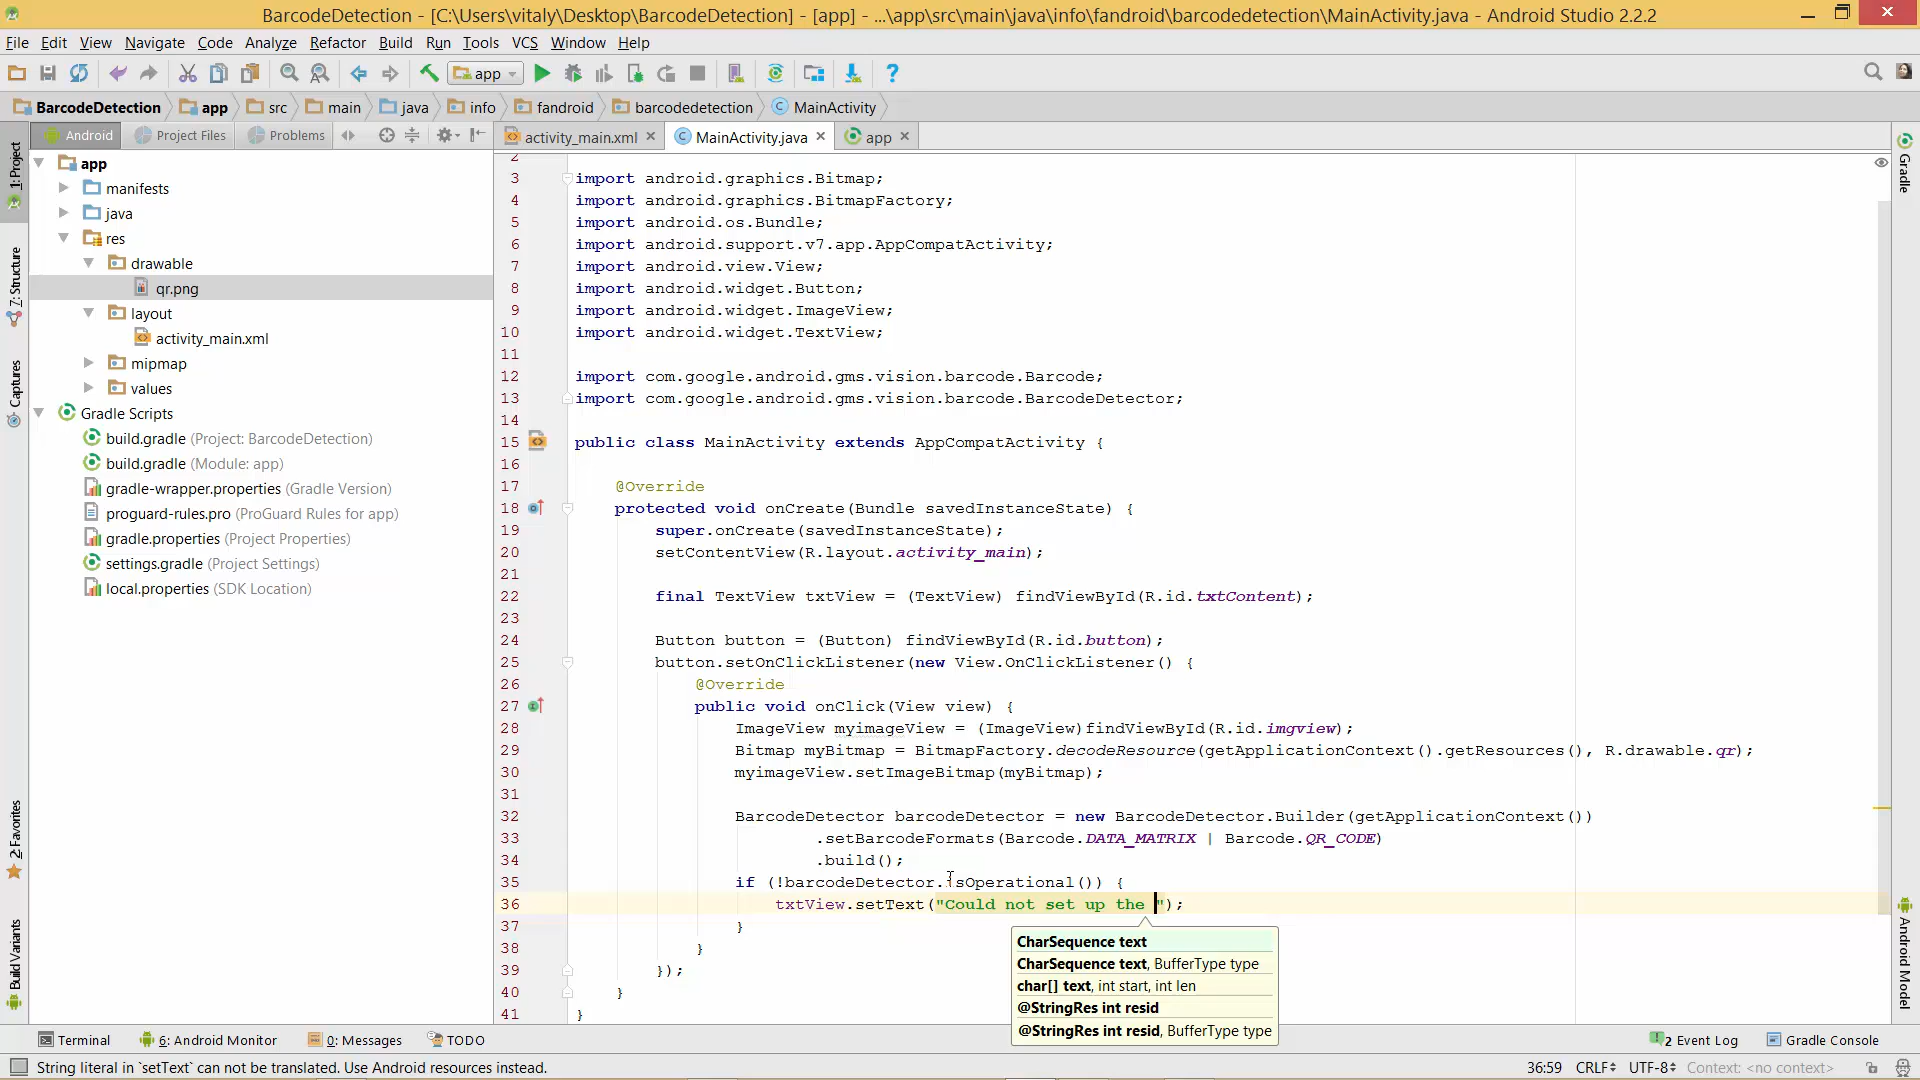 BarcodeDetection - [C:\Users\vitaly\Desktop\BarcodeDetection] - [app] - ...\app\src\main\java\info\fandroid\barcodedetection\MainActivity.java - Android Studio 2.2.2
File Edit View Navigate Code Analyze Refactor Build Run Tools VCS Window Help
app
BarcodeDetection app src main java info fandroid barcodedetection MainActivity
Android Project Files Problems
activity_main.xml MainActivity.java app
1: Project
7: Structure
Captures
2: Favorites
Build Variants
app
manifests
java
res
drawable
qr.png
layout
activity_main.xml
mipmap
values
Gradle Scripts
build.gradle (Project: BarcodeDetection)
build.gradle (Module: app)
gradle-wrapper.properties (Gradle Version)
proguard-rules.pro (ProGuard Rules for app)
gradle.properties (Project Properties)
settings.gradle (Project Settings)
local.properties (SDK Location)
2
3 import android.graphics.Bitmap;
4 import android.graphics.BitmapFactory;
5 import android.os.Bundle;
6 import android.support.v7.app.AppCompatActivity;
7 import android.view.View;
8 import android.widget.Button;
9 import android.widget.ImageView;
10 import android.widget.TextView;
11
12 import com.google.android.gms.vision.barcode.Barcode;
13 import com.google.android.gms.vision.barcode.BarcodeDetector;
14
15 public class MainActivity extends AppCompatActivity {
16
17 @Override
18 protected void onCreate(Bundle savedInstanceState) {
19 super.onCreate(savedInstanceState);
20 setContentView(R.layout.activity_main);
21
22 final TextView txtView = (TextView) findViewById(R.id.txtContent);
23
24 Button button = (Button) findViewById(R.id.button);
25 button.setOnClickListener(new View.OnClickListener() {
26 @Override
27 public void onClick(View view) {
28 ImageView myimageView = (ImageView)findViewById(R.id.imgview);
29 Bitmap myBitmap = BitmapFactory.decodeResource(getApplicationContext().getResources(), R.drawable.qr);
30 myimageView.setImageBitmap(myBitmap);
31
32 BarcodeDetector barcodeDetector = new BarcodeDetector.Builder(getApplicationContext())
33 .setBarcodeFormats(Barcode.DATA_MATRIX | Barcode.QR_CODE)
34 .build();
35 if (!barcodeDetector.isOperational()) {
36 txtView.setText("Could not set up the ");
37 }
38 }
39 });
40 }
41 }
CharSequence text
CharSequence text, BufferType type
char[] text, int start, int len
@StringRes int resid
@StringRes int resid, BufferType type
Gradle
Android Model
Terminal 6: Android Monitor 0: Messages TODO 2 Event Log Gradle Console
String literal in `setText` can not be translated. Use Android resources instead. 36:59 CRLF UTF-8 Context: <no context>